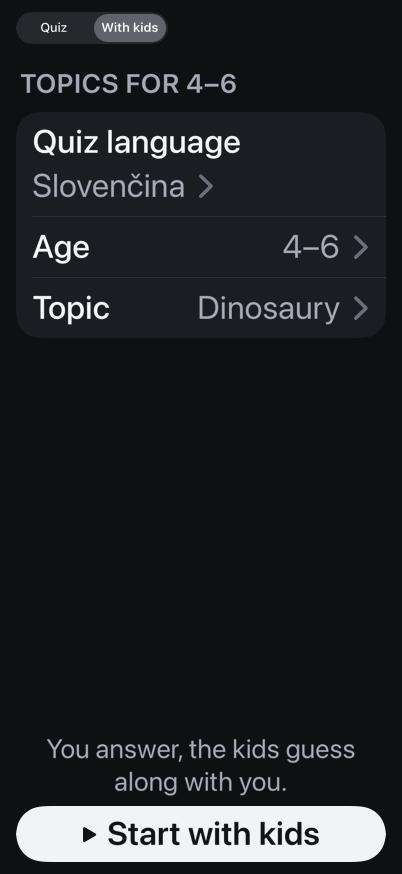 Quiz
With kids
TOPICS FOR 4–6
Quiz language
Slovenčina
Age
4–6
Topic
Dinosaury
You answer, the kids guess
along with you.
Start with kids